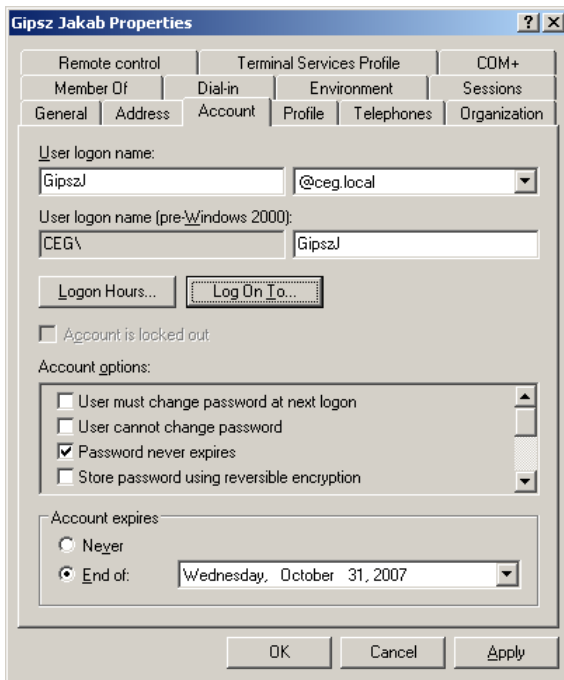 Gipsz Jakab Properties
Remote control Terminal Services Profile COM+
Member Of Dial-in Environment Sessions
General Address Account Profile Telephones Organization
User logon name:
GipszJ @ceg.local
User logon name (pre-Windows 2000):
CEG\ GipszJ
Logon Hours... Log On To...
Account is locked out
Account options:
User must change password at next logon
User cannot change password
Password never expires
Store password using reversible encryption
Account expires
Never
End of: Wednesday, October 31, 2007
OK Cancel Apply